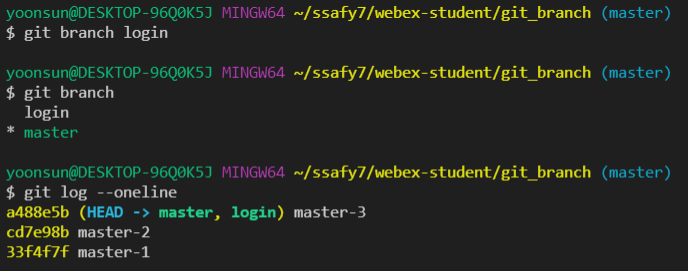 yoonsun@DESKTOP-96Q0K5J MINGW64 ~/ssafy7/webex-student/git_branch (master)
$ git branch login
yoonsun@DESKTOP-96Q0K5J MINGW64 ~/ssafy7/webex-student/git_branch (master)
$ git branch
  login
* master
yoonsun@DESKTOP-96Q0K5J MINGW64 ~/ssafy7/webex-student/git_branch (master)
$ git log --oneline
a488e5b (HEAD -> master, login) master-3
cd7e98b master-2
33f4f7f master-1